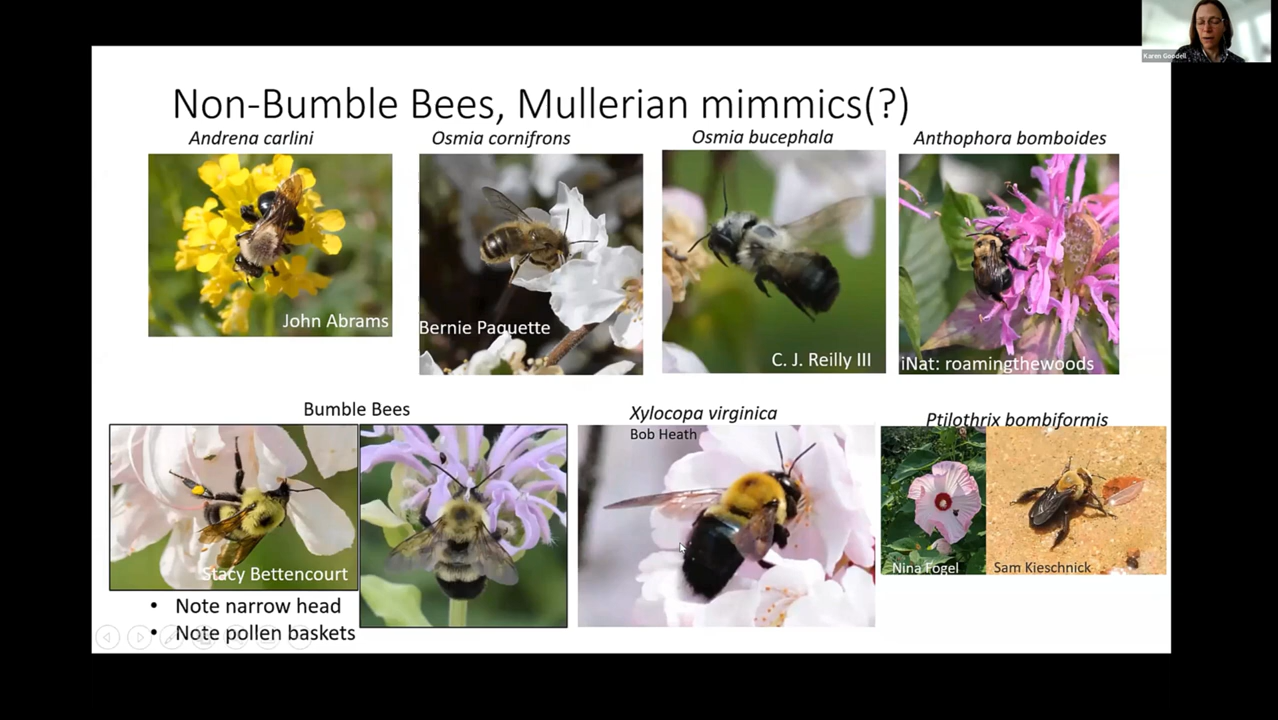 Karen Goodell
Non-Bumble Bees, Mullerian mimmics(?)
Andrena carlini
Osmia cornifrons
Osmia bucephala
Anthophora bomboides
John Abrams
Bernie Paquette
C. J. Reilly III
iNat: roamingthewoods
Bumble Bees
Xylocopa virginica
Bob Heath
Ptilothrix bombiformis
Stacy Bettencourt
Nina Fogel
Sam Kieschnick
• Note narrow head
• Note pollen baskets